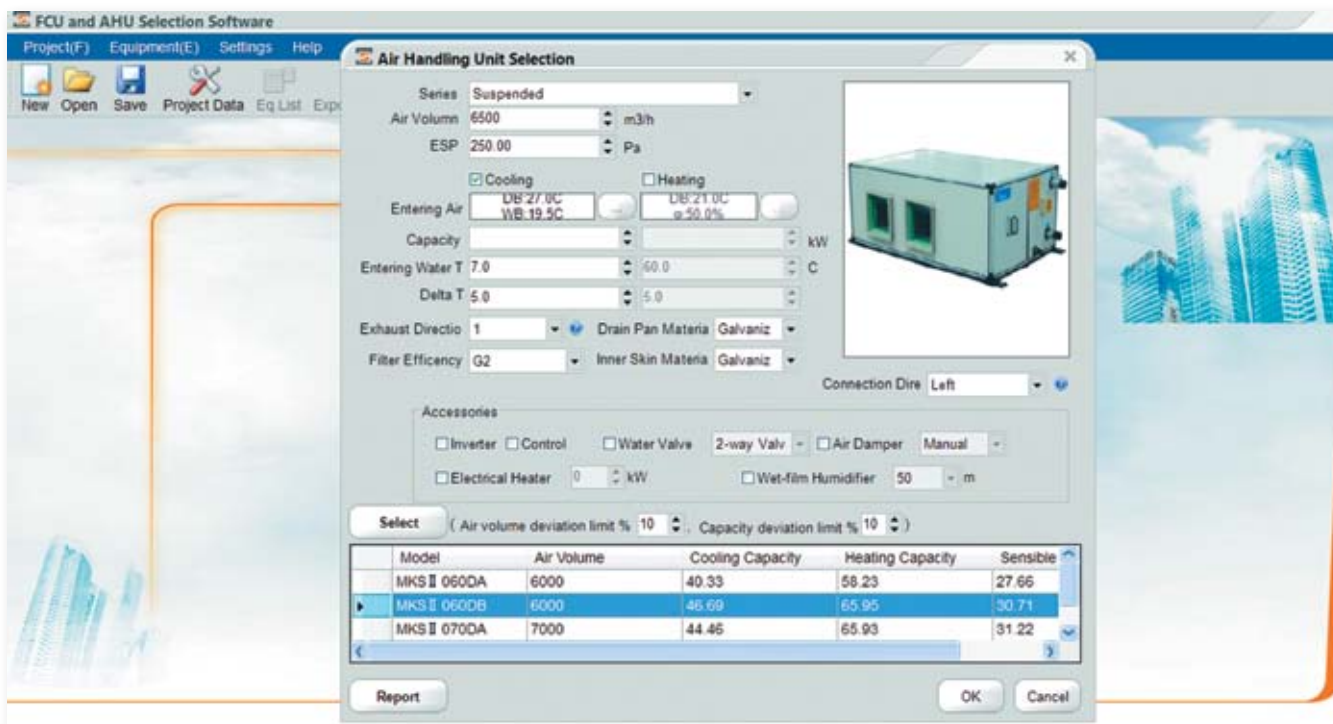 FCU and AHU Selection Software
Project(F) Equipment(E) Settings Help
New Open Save Project Data Eq List Expo
Air Handling Unit Selection
Series Suspended
Air Volumn 6500 m3/h
ESP 250.00 Pa
Cooling Heating
Entering Air DB:27.0C DB:21.0C
WB:19.5C φ:50.0%
...
Capacity kW
Entering Water T 7.0 60.0 C
Delta T 5.0 5.0
Exhaust Directio 1 Drain Pan Materia Galvaniz
Filter Efficency G2 Inner Skin Materia Galvaniz
Connection Dire Left
Accessories
Inverter Control Water Valve 2-way Valv Air Damper Manual
Electrical Heater 0 kW Wet-film Humidifier 50 m
Select ( Air volume deviation limit % 10 , Capacity deviation limit % 10 )
Model Air Volume Cooling Capacity Heating Capacity Sensible
MKSⅡ 060DA 6000 40.33 58.23 27.66
MKSⅡ 060DB 6000 46.69 65.95 30.71
MKSⅡ 070DA 7000 44.46 65.93 31.22
Report OK Cancel